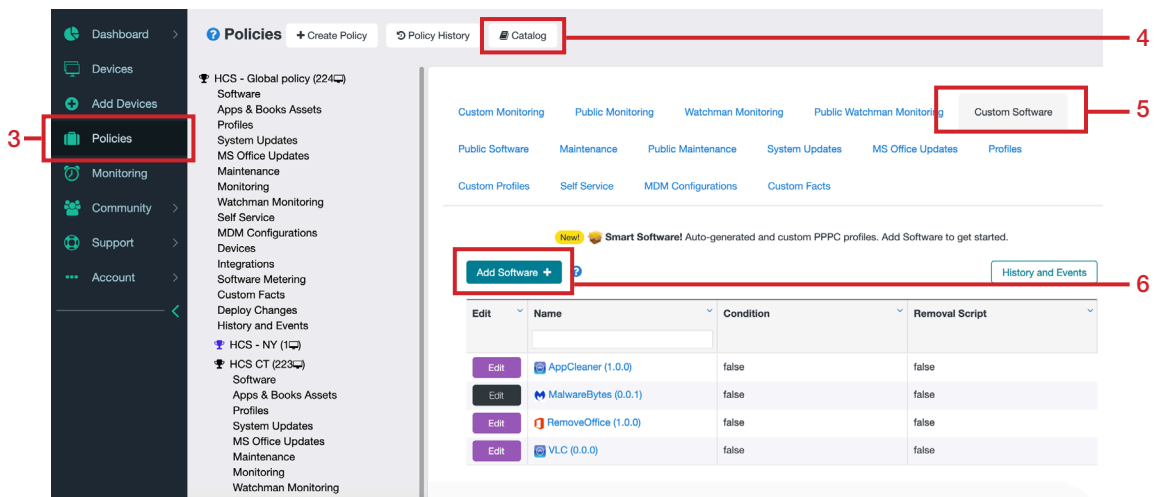 Dashboard
Devices
Add Devices
Policies
Monitoring
Community
Support
Account
3
Policies
Create Policy
Policy History
Catalog
4
HCS - Global policy (224)
Software
Apps & Books Assets
Profiles
System Updates
MS Office Updates
Maintenance
Monitoring
Watchman Monitoring
Self Service
MDM Configurations
Devices
Integrations
Software Metering
Custom Facts
Deploy Changes
History and Events
HCS - NY (1)
HCS CT (223)
Software
Apps & Books Assets
Profiles
System Updates
MS Office Updates
Maintenance
Monitoring
Watchman Monitoring
Custom Monitoring Public Monitoring Watchman Monitoring Public Watchman Monitoring Custom Software
5
Public Software Maintenance Public Maintenance System Updates MS Office Updates Profiles
Custom Profiles Self Service MDM Configurations Custom Facts
New! Smart Software! Auto-generated and custom PPPC profiles. Add Software to get started.
Add Software + ? History and Events
6
Edit Name Condition Removal Script
Edit AppCleaner (1.0.0) false false
Edit MalwareBytes (0.0.1) false false
Edit RemoveOffice (1.0.0) false false
Edit VLC (0.0.0) false false